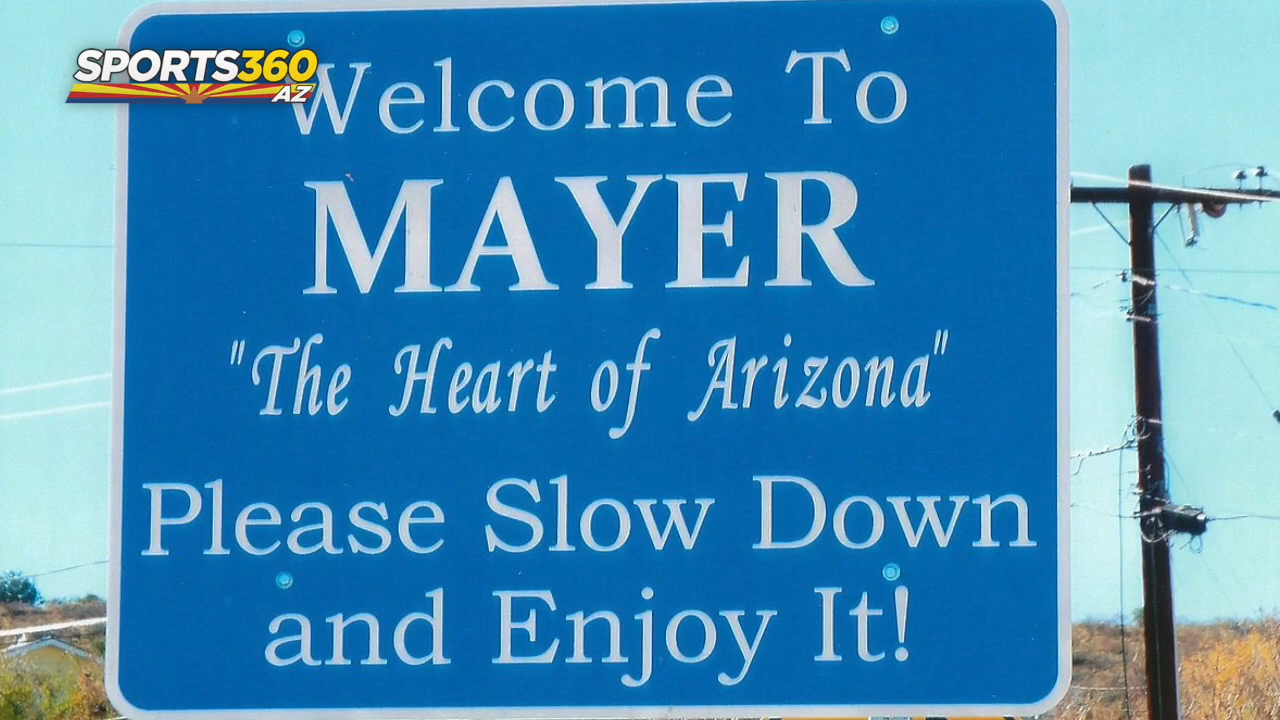 SPORTS360
AZ
Welcome To
MAYER
"The Heart of Arizona"
Please Slow Down
and Enjoy It!